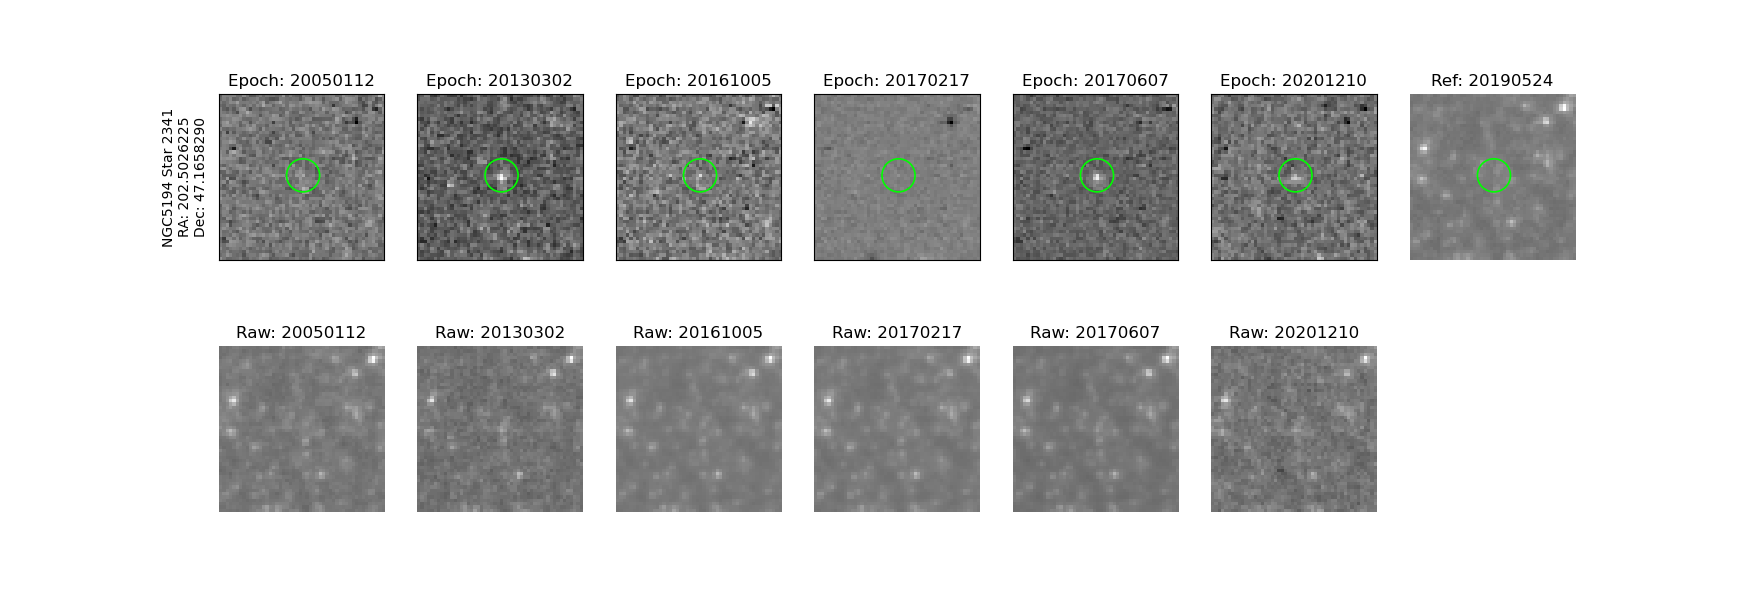 Epoch: 20050112
Epoch: 20130302
Epoch: 20161005
Epoch: 20170217
Epoch: 20170607
Epoch: 20201210
Ref: 20190524
NGC5194 Star 2341
RA: 202.5026225
Dec: 47.1658290
Raw: 20050112
Raw: 20130302
Raw: 20161005
Raw: 20170217
Raw: 20170607
Raw: 20201210